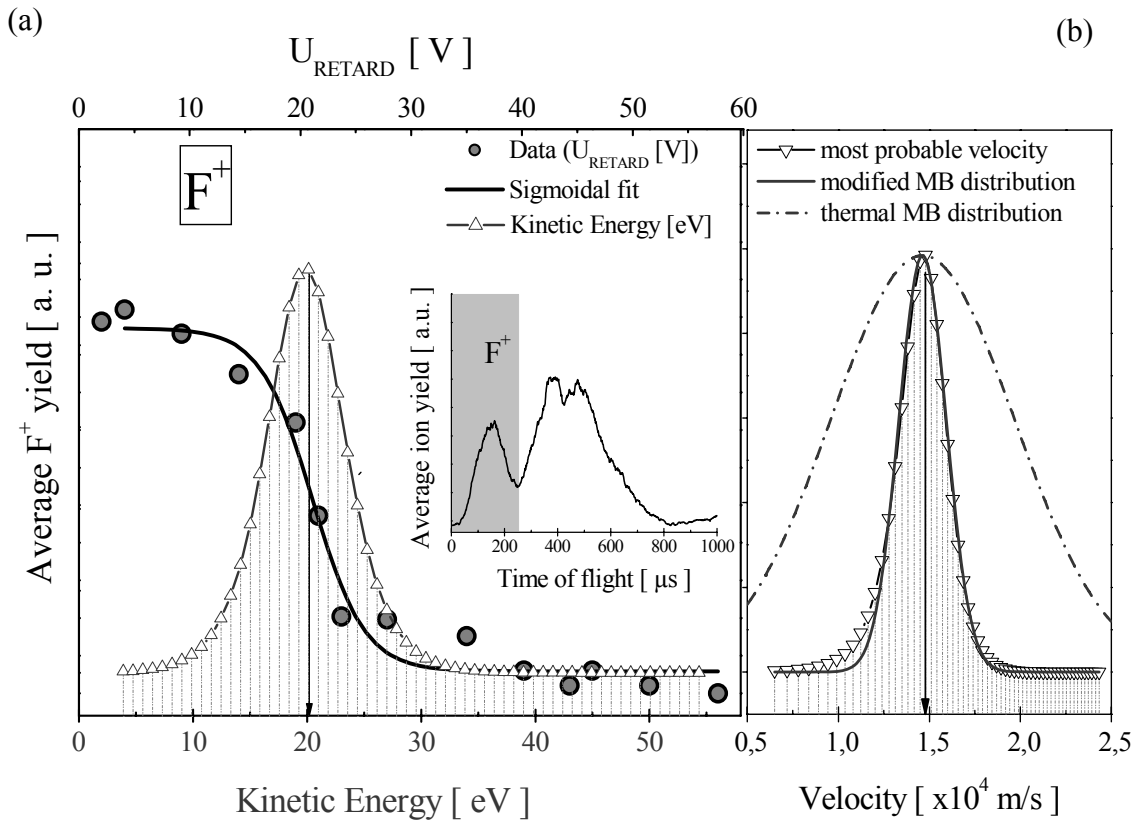 (a)
(b)
U_RETARD [ V ]
0 10 20 30 40 50 60
F⁺
Data (U_RETARD [V])
Sigmoidal fit
Kinetic Energy [eV]
most probable velocity
modified MB distribution
thermal MB distribution
Average F⁺ yield [ a. u. ]
Average ion yield [ a.u. ]
F⁺
0 200 400 600 1000
Time of flight [ μs ]
0 10 20 30 40 50
Kinetic Energy [ eV ]
0,5 1,0 1,5 2,0 2,5
Velocity [ x10⁴ m/s ]